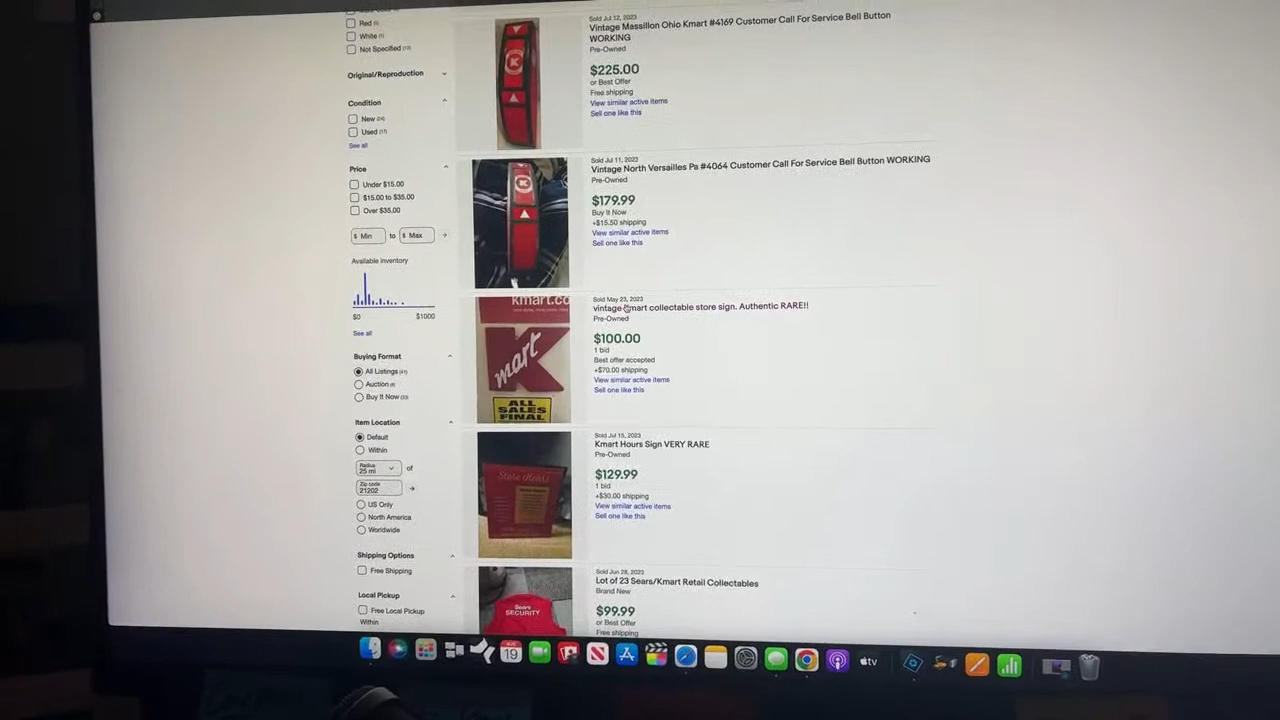 Red
White
Not Specified
Original/Reproduction
Condition
New
Used
See all
Price
Under $15.00
$15.00 to $35.00
Over $35.00
$ Min to $ Max
Available inventory
$0 $1000
See all
Buying Format
All Listings
Auction
Buy It Now
Item Location
Default
Within
Radius
25 mi of
Zip code
21202
US Only
North America
Worldwide
Shipping Options
Free Shipping
Local Pickup
Free Local Pickup
Within
Sold Jul 12, 2023
Vintage Massillon Ohio Kmart #4169 Customer Call For Service Bell Button
WORKING
Pre-Owned
$225.00
or Best Offer
Free shipping
View similar active items
Sell one like this
K
Sold Jul 11, 2023
Vintage North Versailles Pa #4064 Customer Call For Service Bell Button WORKING
Pre-Owned
$179.99
Buy It Now
+$15.50 shipping
View similar active items
Sell one like this
K
Sold May 23, 2023
vintage kmart collectable store sign. Authentic RARE!!
Pre-Owned
$100.00
1 bid
Best offer accepted
+$70.00 shipping
View similar active items
Sell one like this
kmart.co
K
mart
ALL
SALES
FINAL
Sold Jul 15, 2023
Kmart Hours Sign VERY RARE
Pre-Owned
$129.99
1 bid
+$30.00 shipping
View similar active items
Sell one like this
Store Hours
Sold Jun 28, 2023
Lot of 23 Sears/Kmart Retail Collectables
Brand New
$99.99
or Best Offer
Free shipping
Sears
SECURITY
19
tv